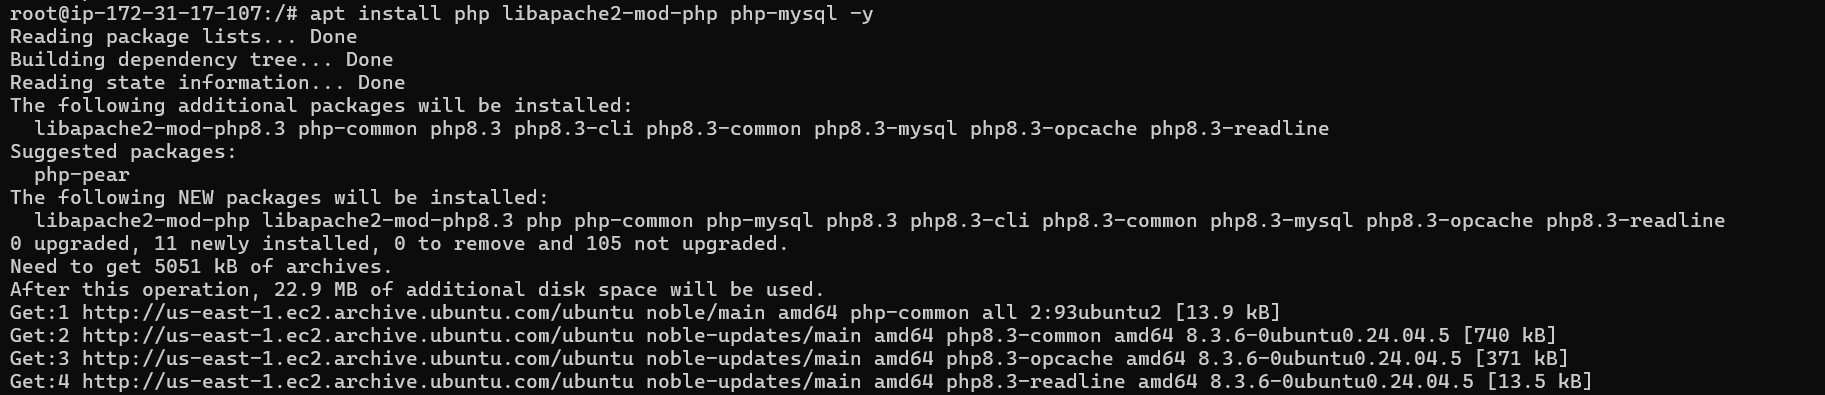 root@ip-172-31-17-107:/# apt install php libapache2-mod-php php-mysql -y
Reading package lists... Done
Building dependency tree... Done
Reading state information... Done
The following additional packages will be installed:
  libapache2-mod-php8.3 php-common php8.3 php8.3-cli php8.3-common php8.3-mysql php8.3-opcache php8.3-readline
Suggested packages:
  php-pear
The following NEW packages will be installed:
  libapache2-mod-php libapache2-mod-php8.3 php php-common php-mysql php8.3 php8.3-cli php8.3-common php8.3-mysql php8.3-opcache php8.3-readline
0 upgraded, 11 newly installed, 0 to remove and 105 not upgraded.
Need to get 5051 kB of archives.
After this operation, 22.9 MB of additional disk space will be used.
Get:1 http://us-east-1.ec2.archive.ubuntu.com/ubuntu noble/main amd64 php-common all 2:93ubuntu2 [13.9 kB]
Get:2 http://us-east-1.ec2.archive.ubuntu.com/ubuntu noble-updates/main amd64 php8.3-common amd64 8.3.6-0ubuntu0.24.04.5 [740 kB]
Get:3 http://us-east-1.ec2.archive.ubuntu.com/ubuntu noble-updates/main amd64 php8.3-opcache amd64 8.3.6-0ubuntu0.24.04.5 [371 kB]
Get:4 http://us-east-1.ec2.archive.ubuntu.com/ubuntu noble-updates/main amd64 php8.3-readline amd64 8.3.6-0ubuntu0.24.04.5 [13.5 kB]